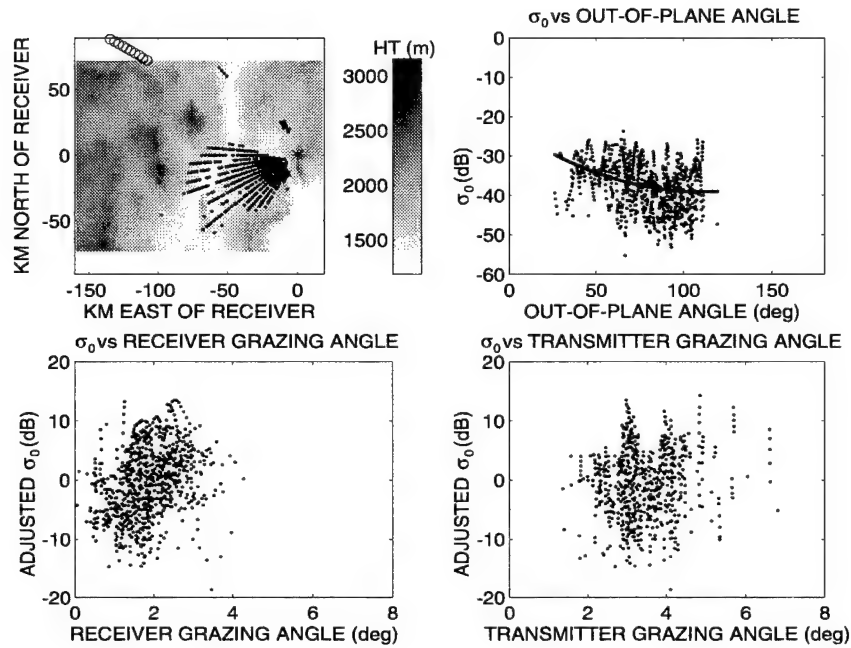 HT (m)
KM NORTH OF RECEIVER
50
0
-50
-150 -100 -50 0
KM EAST OF RECEIVER
3000
2500
2000
1500
σ0 vs OUT-OF-PLANE ANGLE
σ0(dB)
0
-10
-20
-30
-40
-50
-60
0 50 100 150
OUT-OF-PLANE ANGLE (deg)
σ0 vs RECEIVER GRAZING ANGLE
ADJUSTED σ0(dB)
20
10
0
-10
-20
0 2 4 6 8
RECEIVER GRAZING ANGLE (deg)
σ0 vs TRANSMITTER GRAZING ANGLE
ADJUSTED σ0(dB)
20
10
0
-10
-20
0 2 4 6 8
TRANSMITTER GRAZING ANGLE (deg)